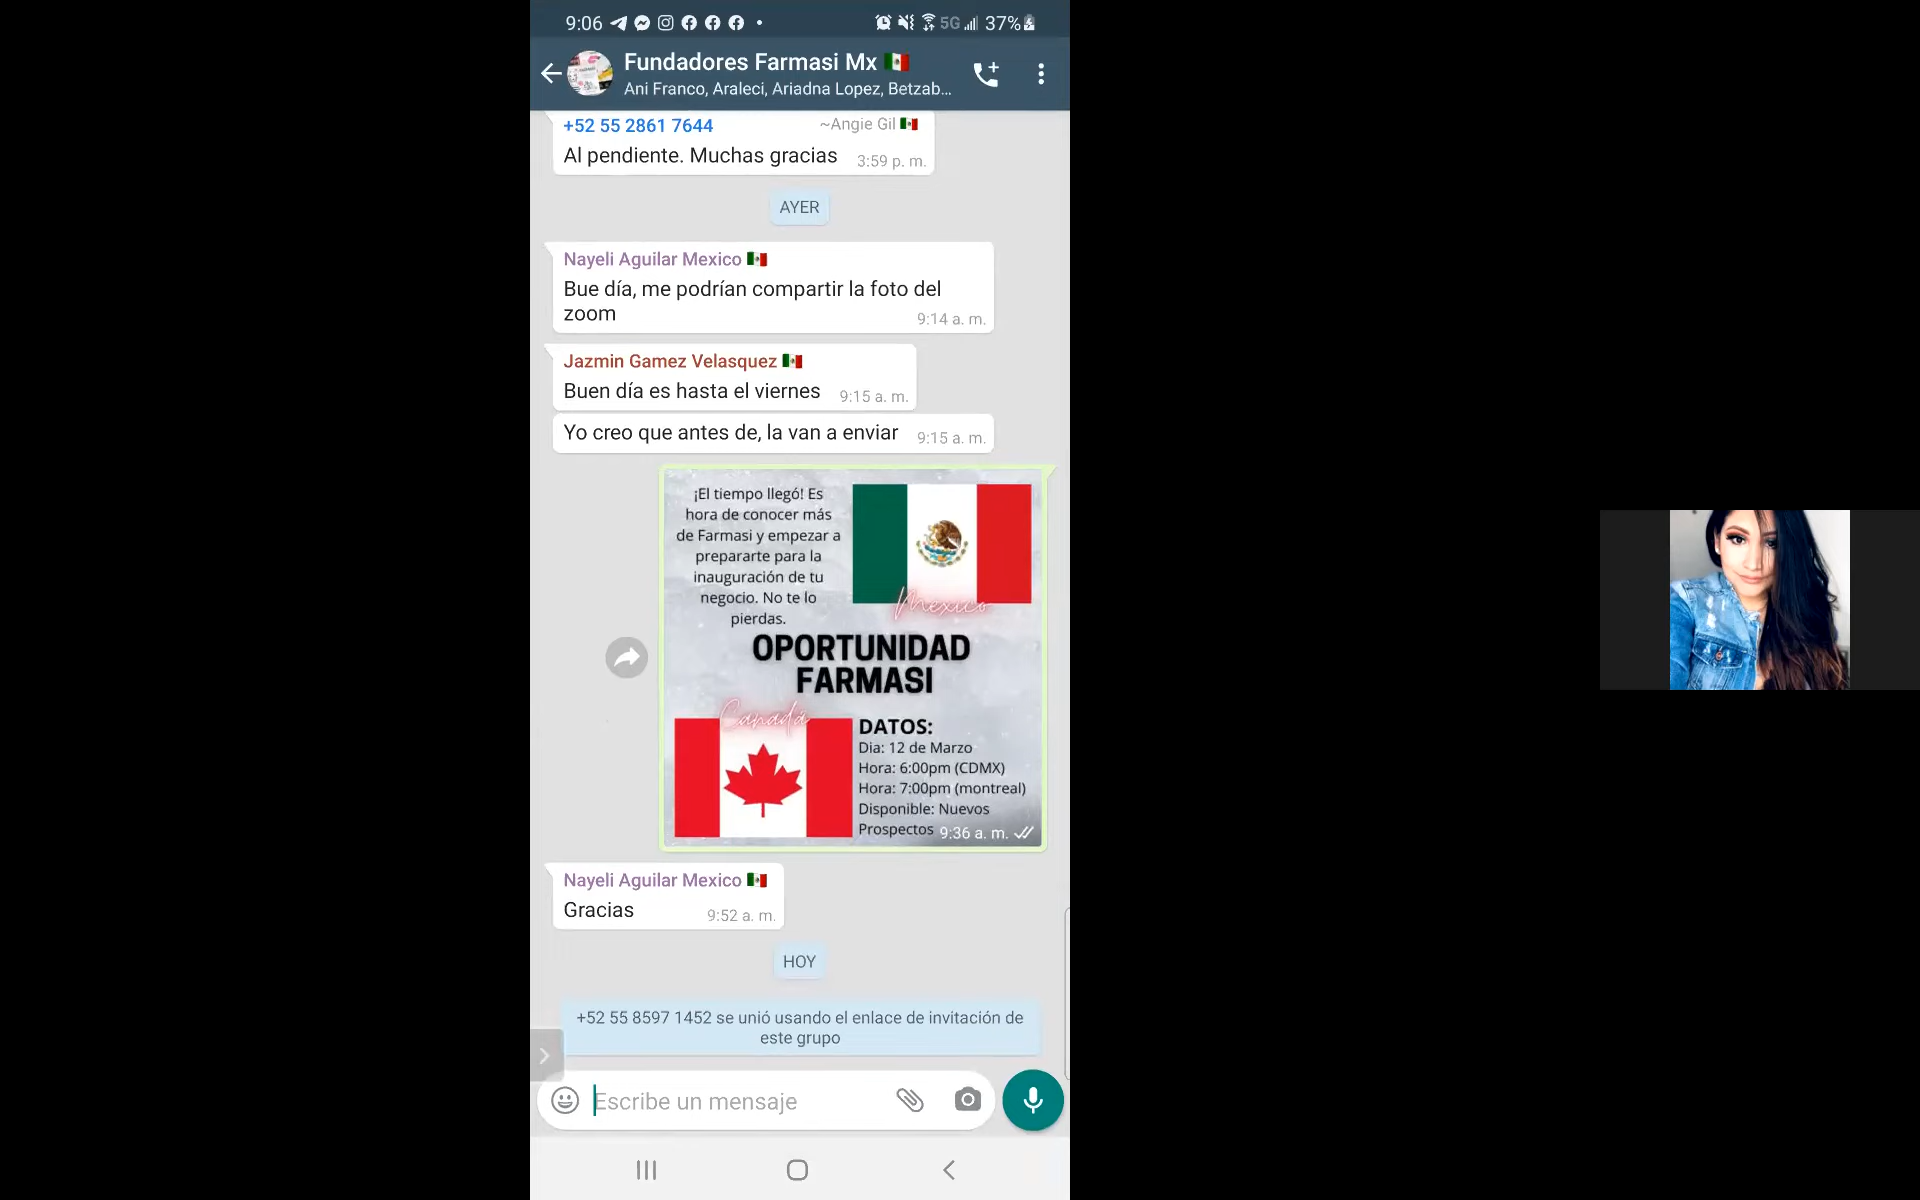 9:06
5G 37%
Fundadores Farmasi Mx
Ani Franco, Araleci, Ariadna Lopez, Betzab...
+52 55 2861 7644 ~Angie Gil
Al pendiente. Muchas gracias 3:59 p. m.
AYER
Nayeli Aguilar Mexico
Bue día, me podrían compartir la foto del
zoom 9:14 a. m.
Jazmin Gamez Velasquez
Buen día es hasta el viernes 9:15 a. m.
Yo creo que antes de, la van a enviar 9:15 a. m.
¡El tiempo llegó! Es
hora de conocer más
de Farmasi y empezar a
prepararte para la
inauguración de tu
negocio. No te lo
pierdas.
Mexico
OPORTUNIDAD
FARMASI
Canadá
DATOS:
Dia: 12 de Marzo
Hora: 6:00pm (CDMX)
Hora: 7:00pm (montreal)
Disponible: Nuevos
Prospectos 9:36 a. m.
Nayeli Aguilar Mexico
Gracias 9:52 a. m.
HOY
+52 55 8597 1452 se unió usando el enlace de invitación de
este grupo
Escribe un mensaje